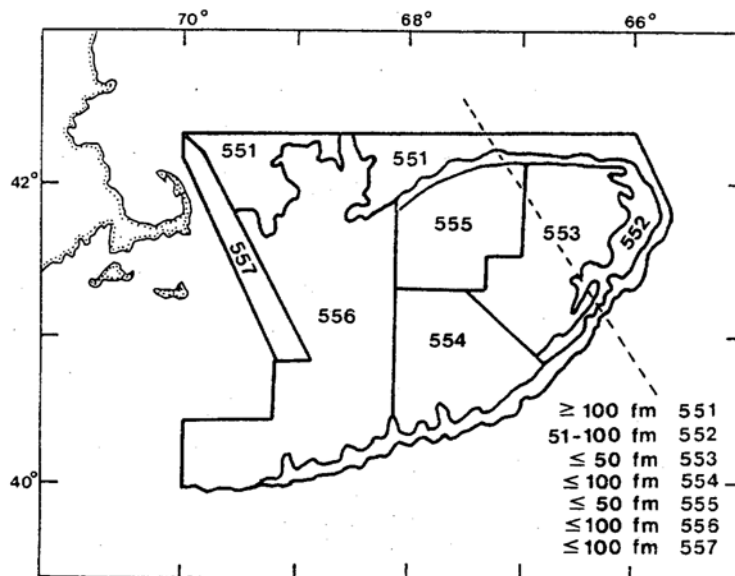 70° 68° 66°
551 551
42°
555 553 552
557
556
554
≥ 100 fm 551
51-100 fm 552
≤ 50 fm 553
40° ≤ 100 fm 554
≤ 50 fm 555
≤100 fm 556
≤100 fm 557